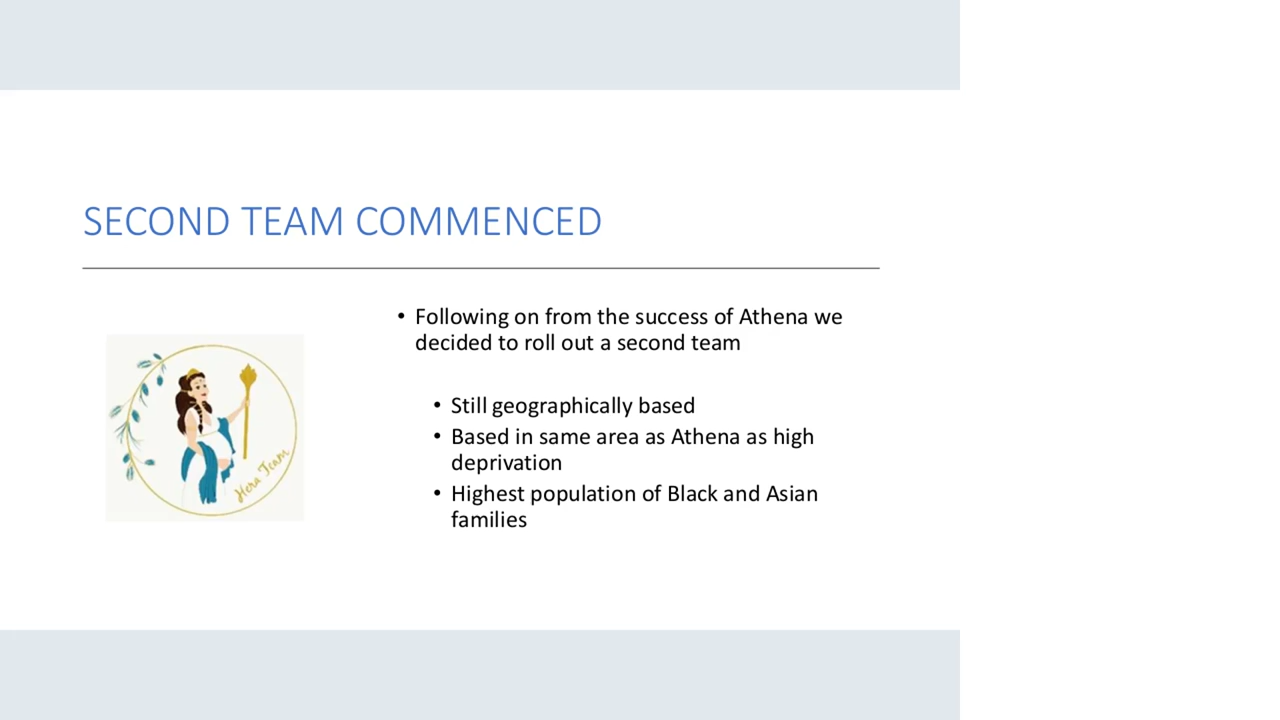 SECOND TEAM COMMENCED
• Following on from the success of Athena we
decided to roll out a second team
• Still geographically based
• Based in same area as Athena as high
deprivation
• Highest population of Black and Asian
families
Hera Team